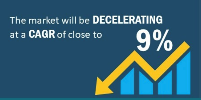 The market will be DECELERATING
at a CAGR of close to
9%